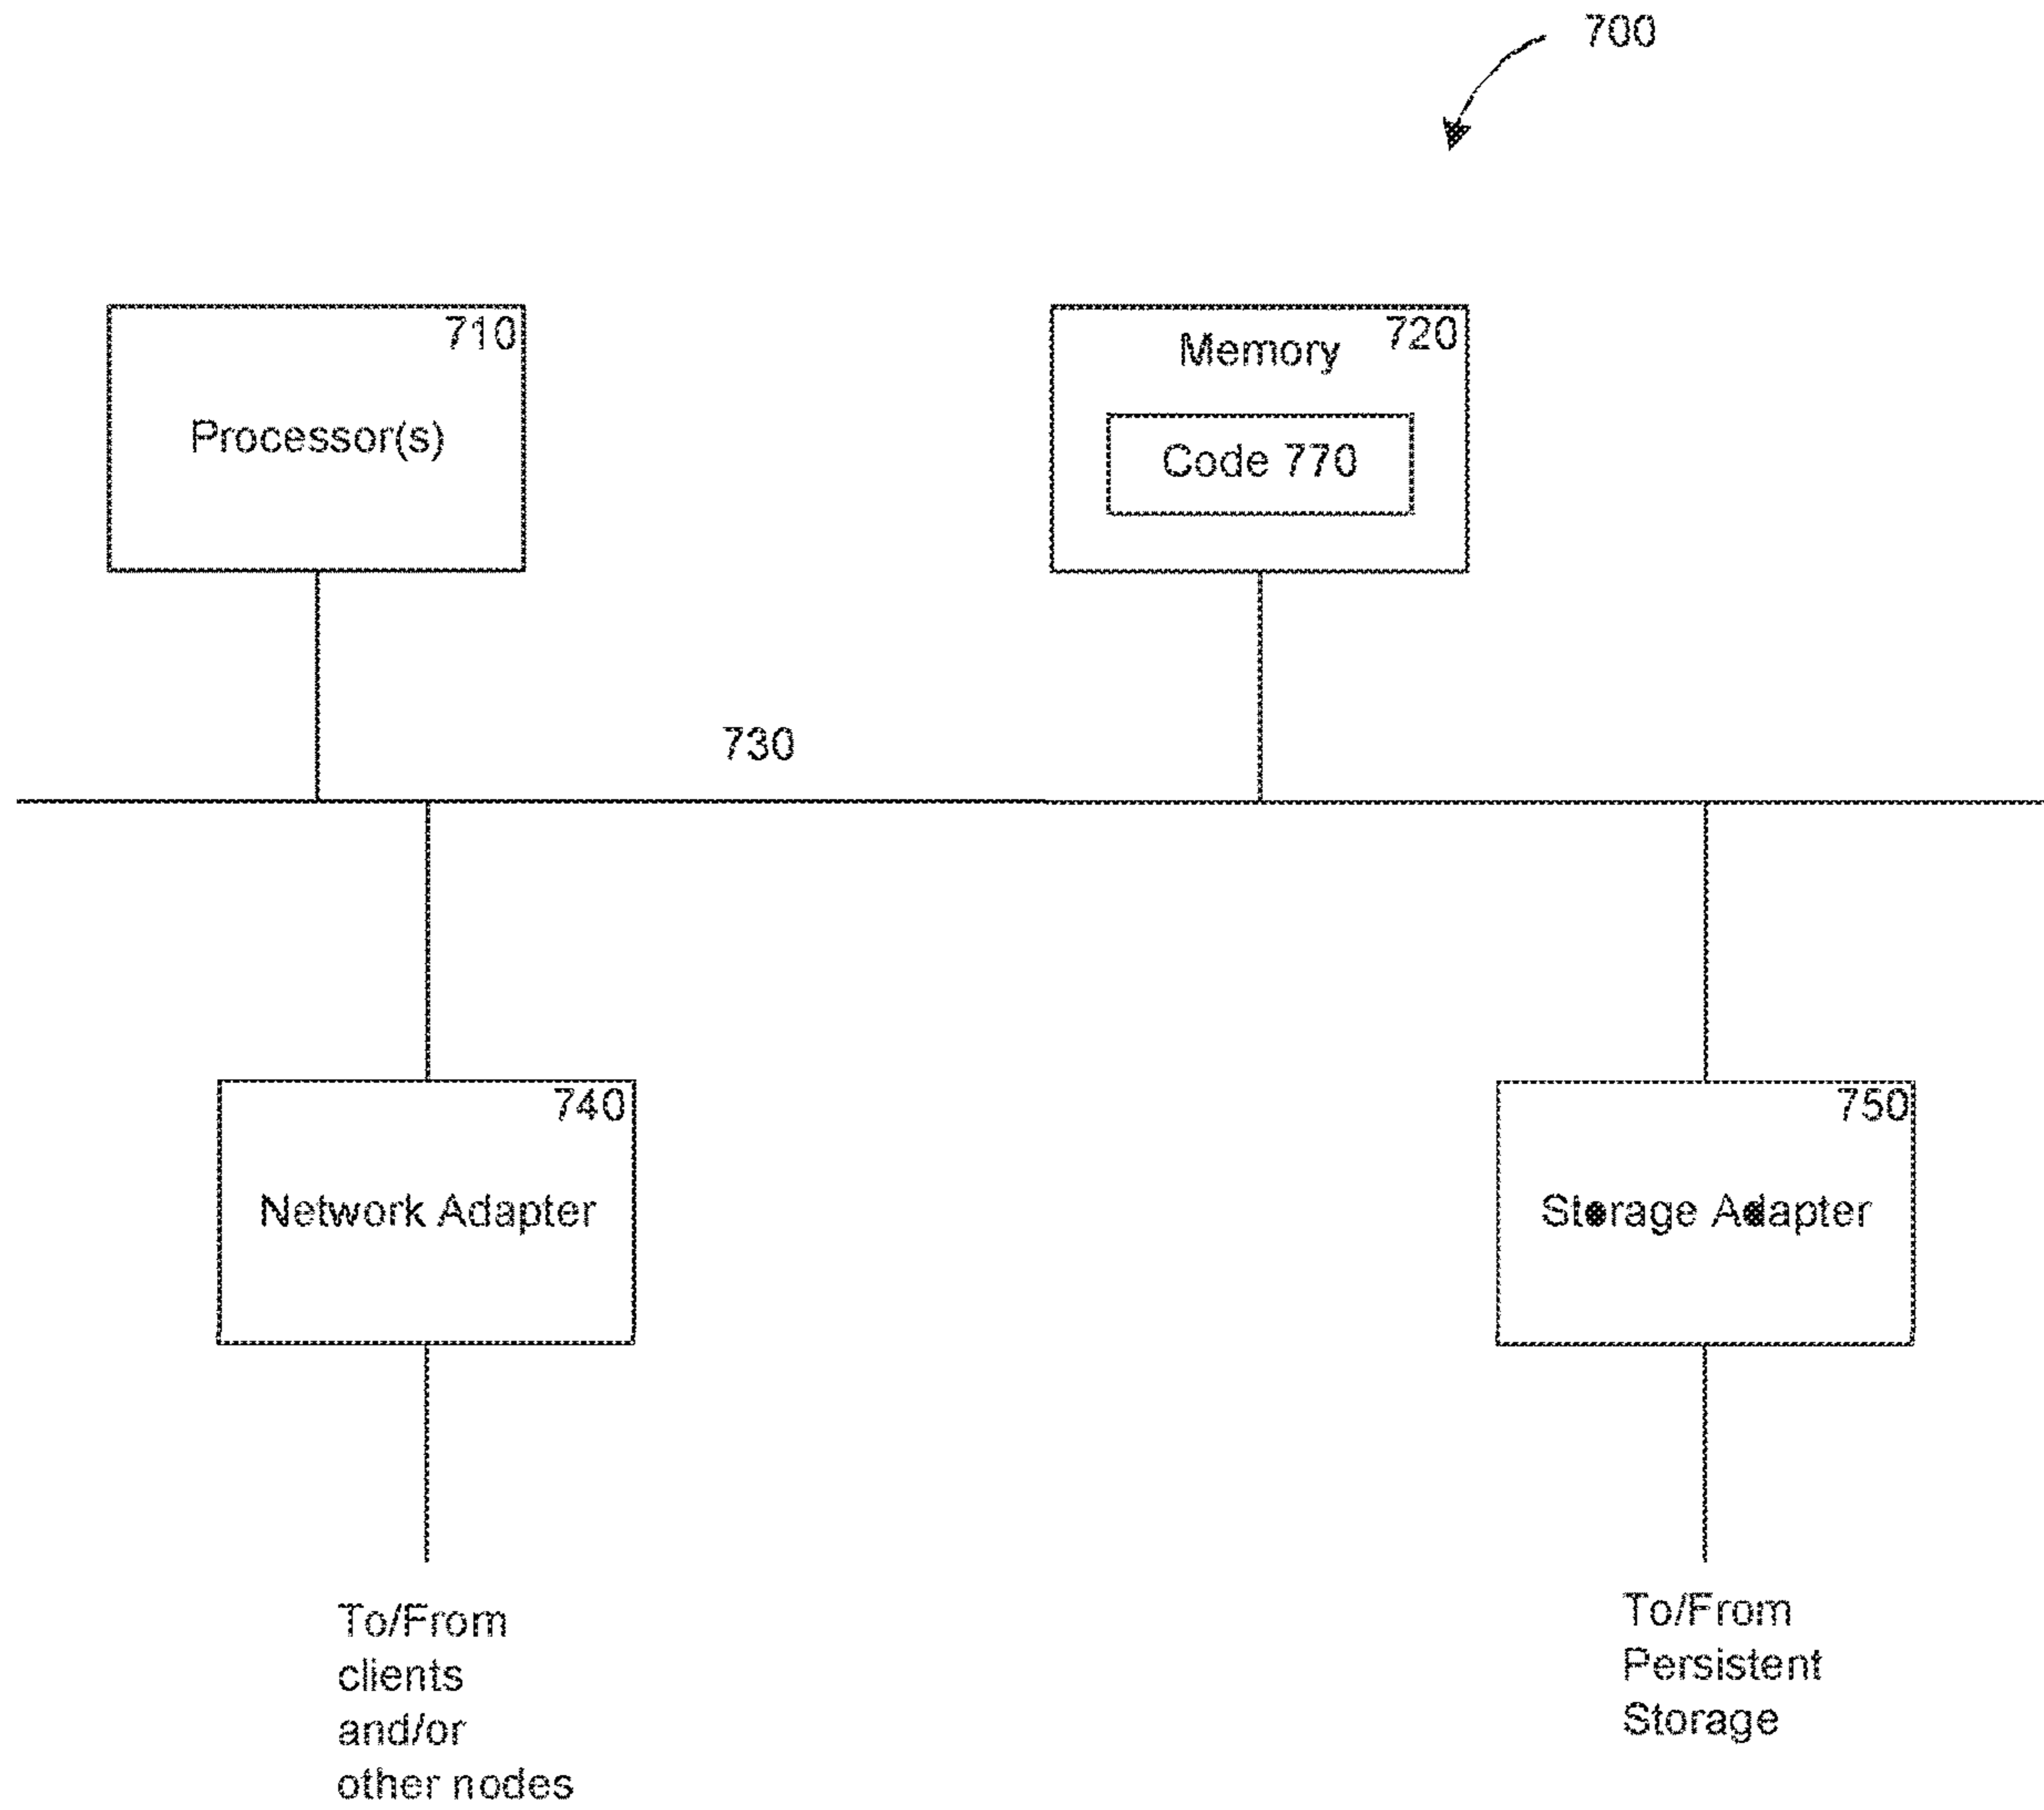 700
710
Processor(s)
720
Memory
Code 770
730
740
Network Adapter
750
Storage Adapter
To/From
clients
and/or
other nodes
To/From
Persistent
Storage